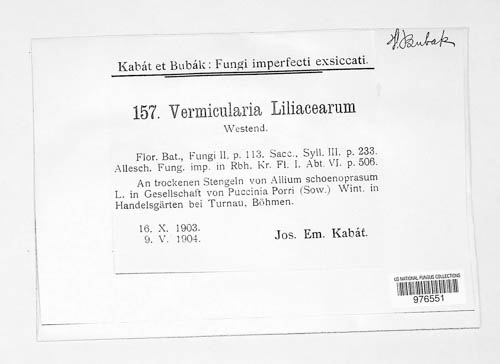 F. Bubák
Kabát et Bubák: Fungi imperfecti exsiccati.
157. Vermicularia Liliacearum
Westend.
Flor. Bat., Fungi II. p. 113. Sacc., Syll. III. p. 233.
Allesch. Fung. imp. in Rbh. Kr. Fl. I. Abt. VI. p. 506.
An trockenen Stengeln von Allium schoenoprasum
L. in Gesellschaft von Puccinia Porri (Sow.) Wint. in
Handelsgärten bei Turnau, Böhmen.
16. X. 1903.
9. V. 1904.
Jos. Em. Kabát.
US NATIONAL FUNGUS COLLECTIONS
976551